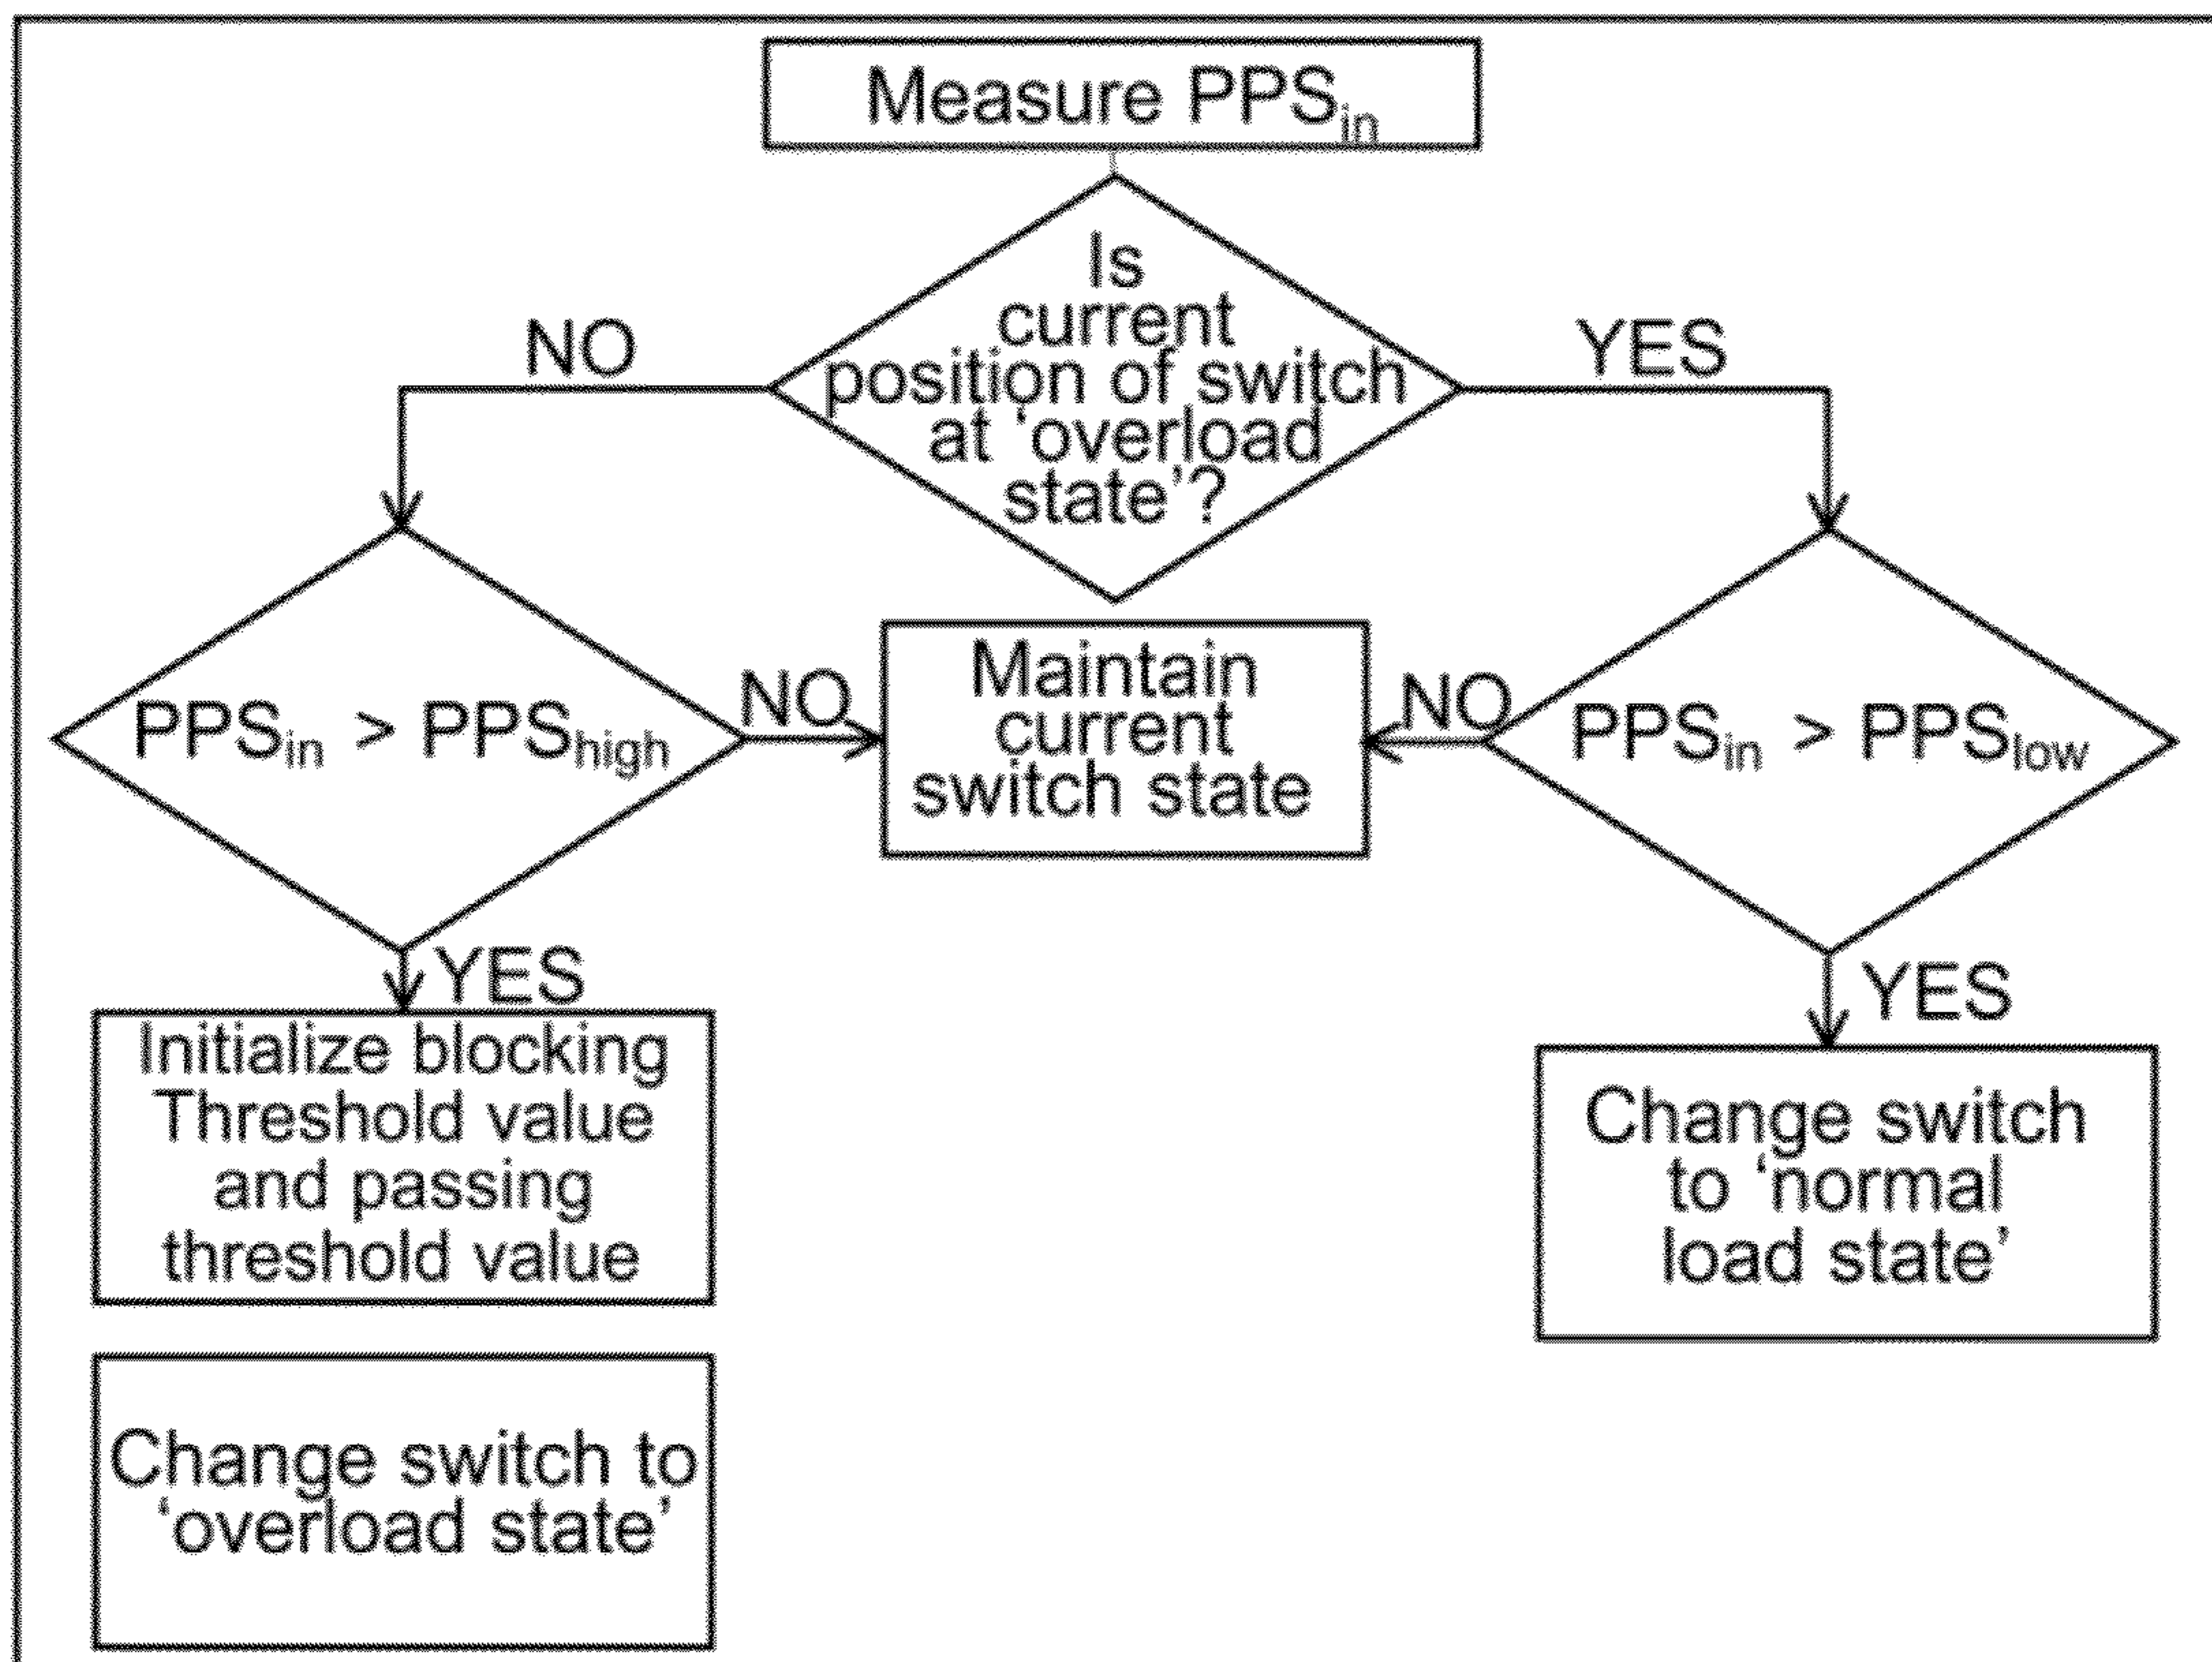 Measure PPSin
Is
current
position of switch
at ‘overload
state’?
NO
YES
PPSin > PPShigh
NO
Maintain
current
switch state
NO
PPSin > PPSlow
YES
Initialize blocking
Threshold value
and passing
threshold value
YES
Change switch
to ‘normal
load state’
Change switch to
‘overload state’